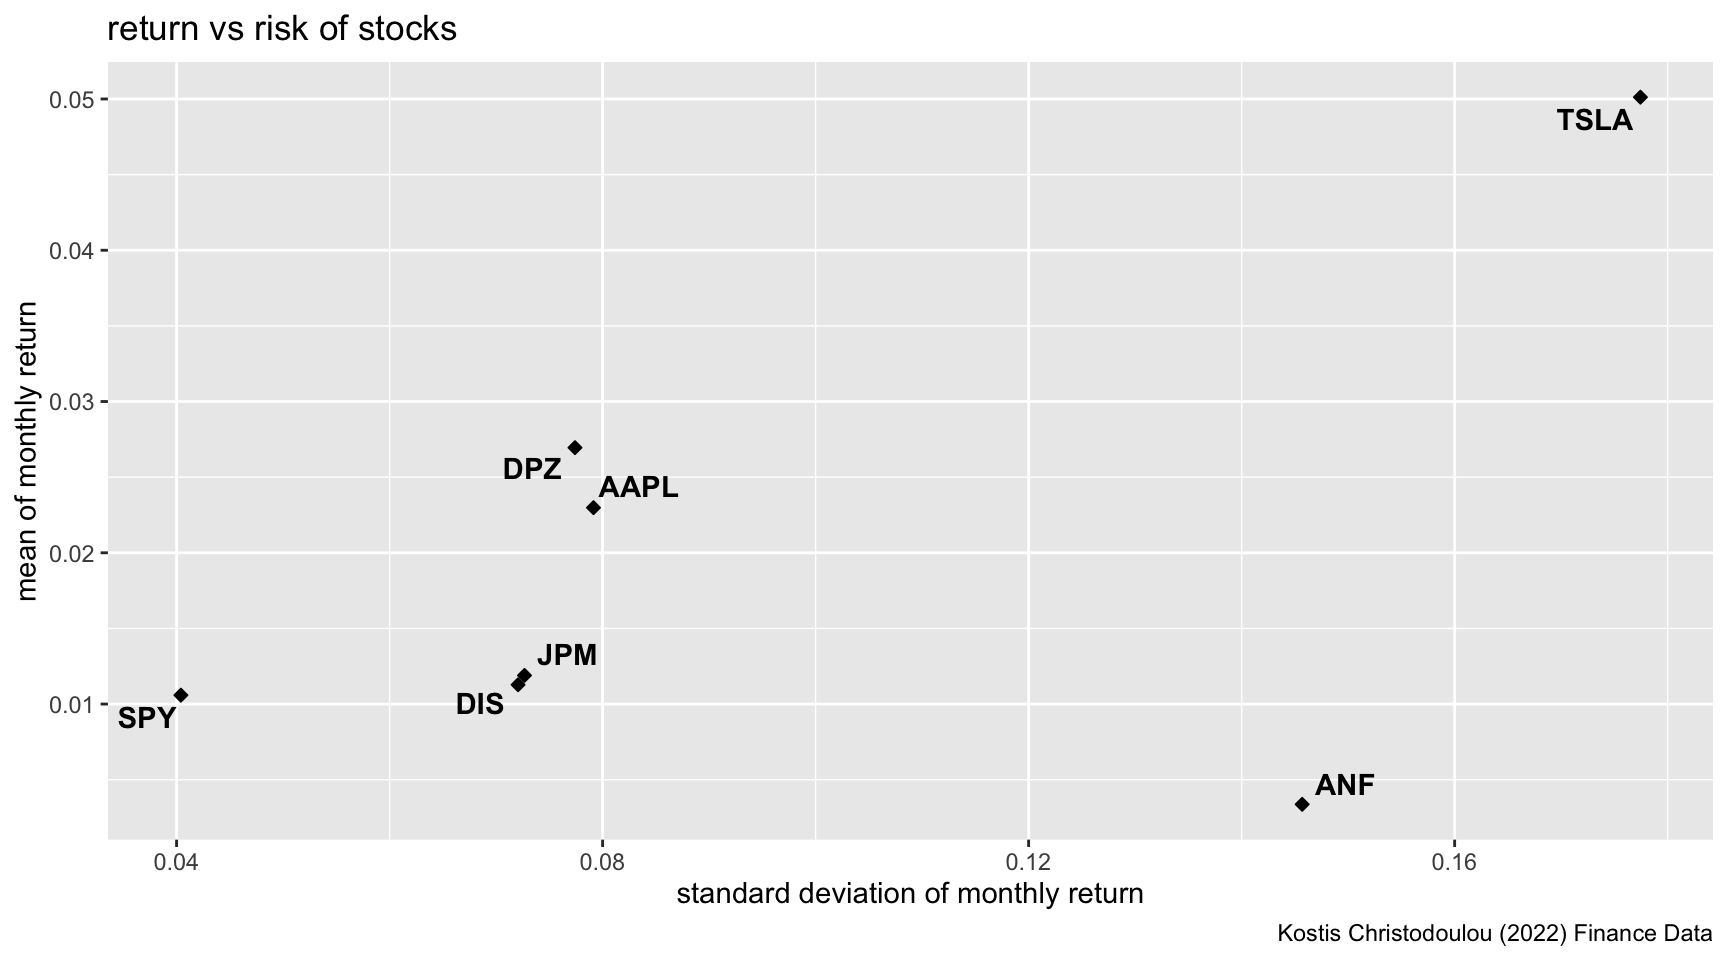 return vs risk of stocks
mean of monthly return
0.05
0.04
0.03
0.02
0.01
TSLA
DPZ
AAPL
JPM
DIS
SPY
ANF
0.04
0.08
0.12
0.16
standard deviation of monthly return
Kostis Christodoulou (2022) Finance Data